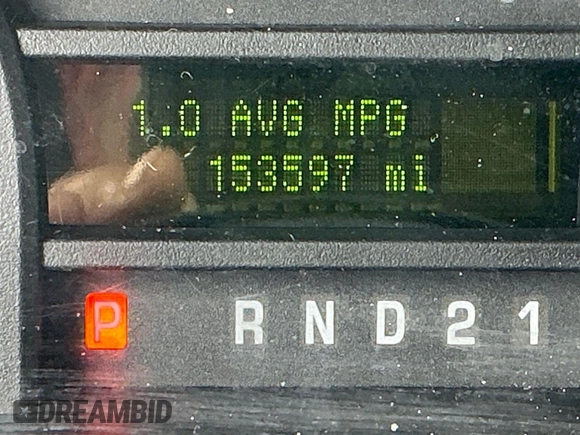 1.0 AVG MPG
153597 mi
P R N D 2 1
DREAMBID